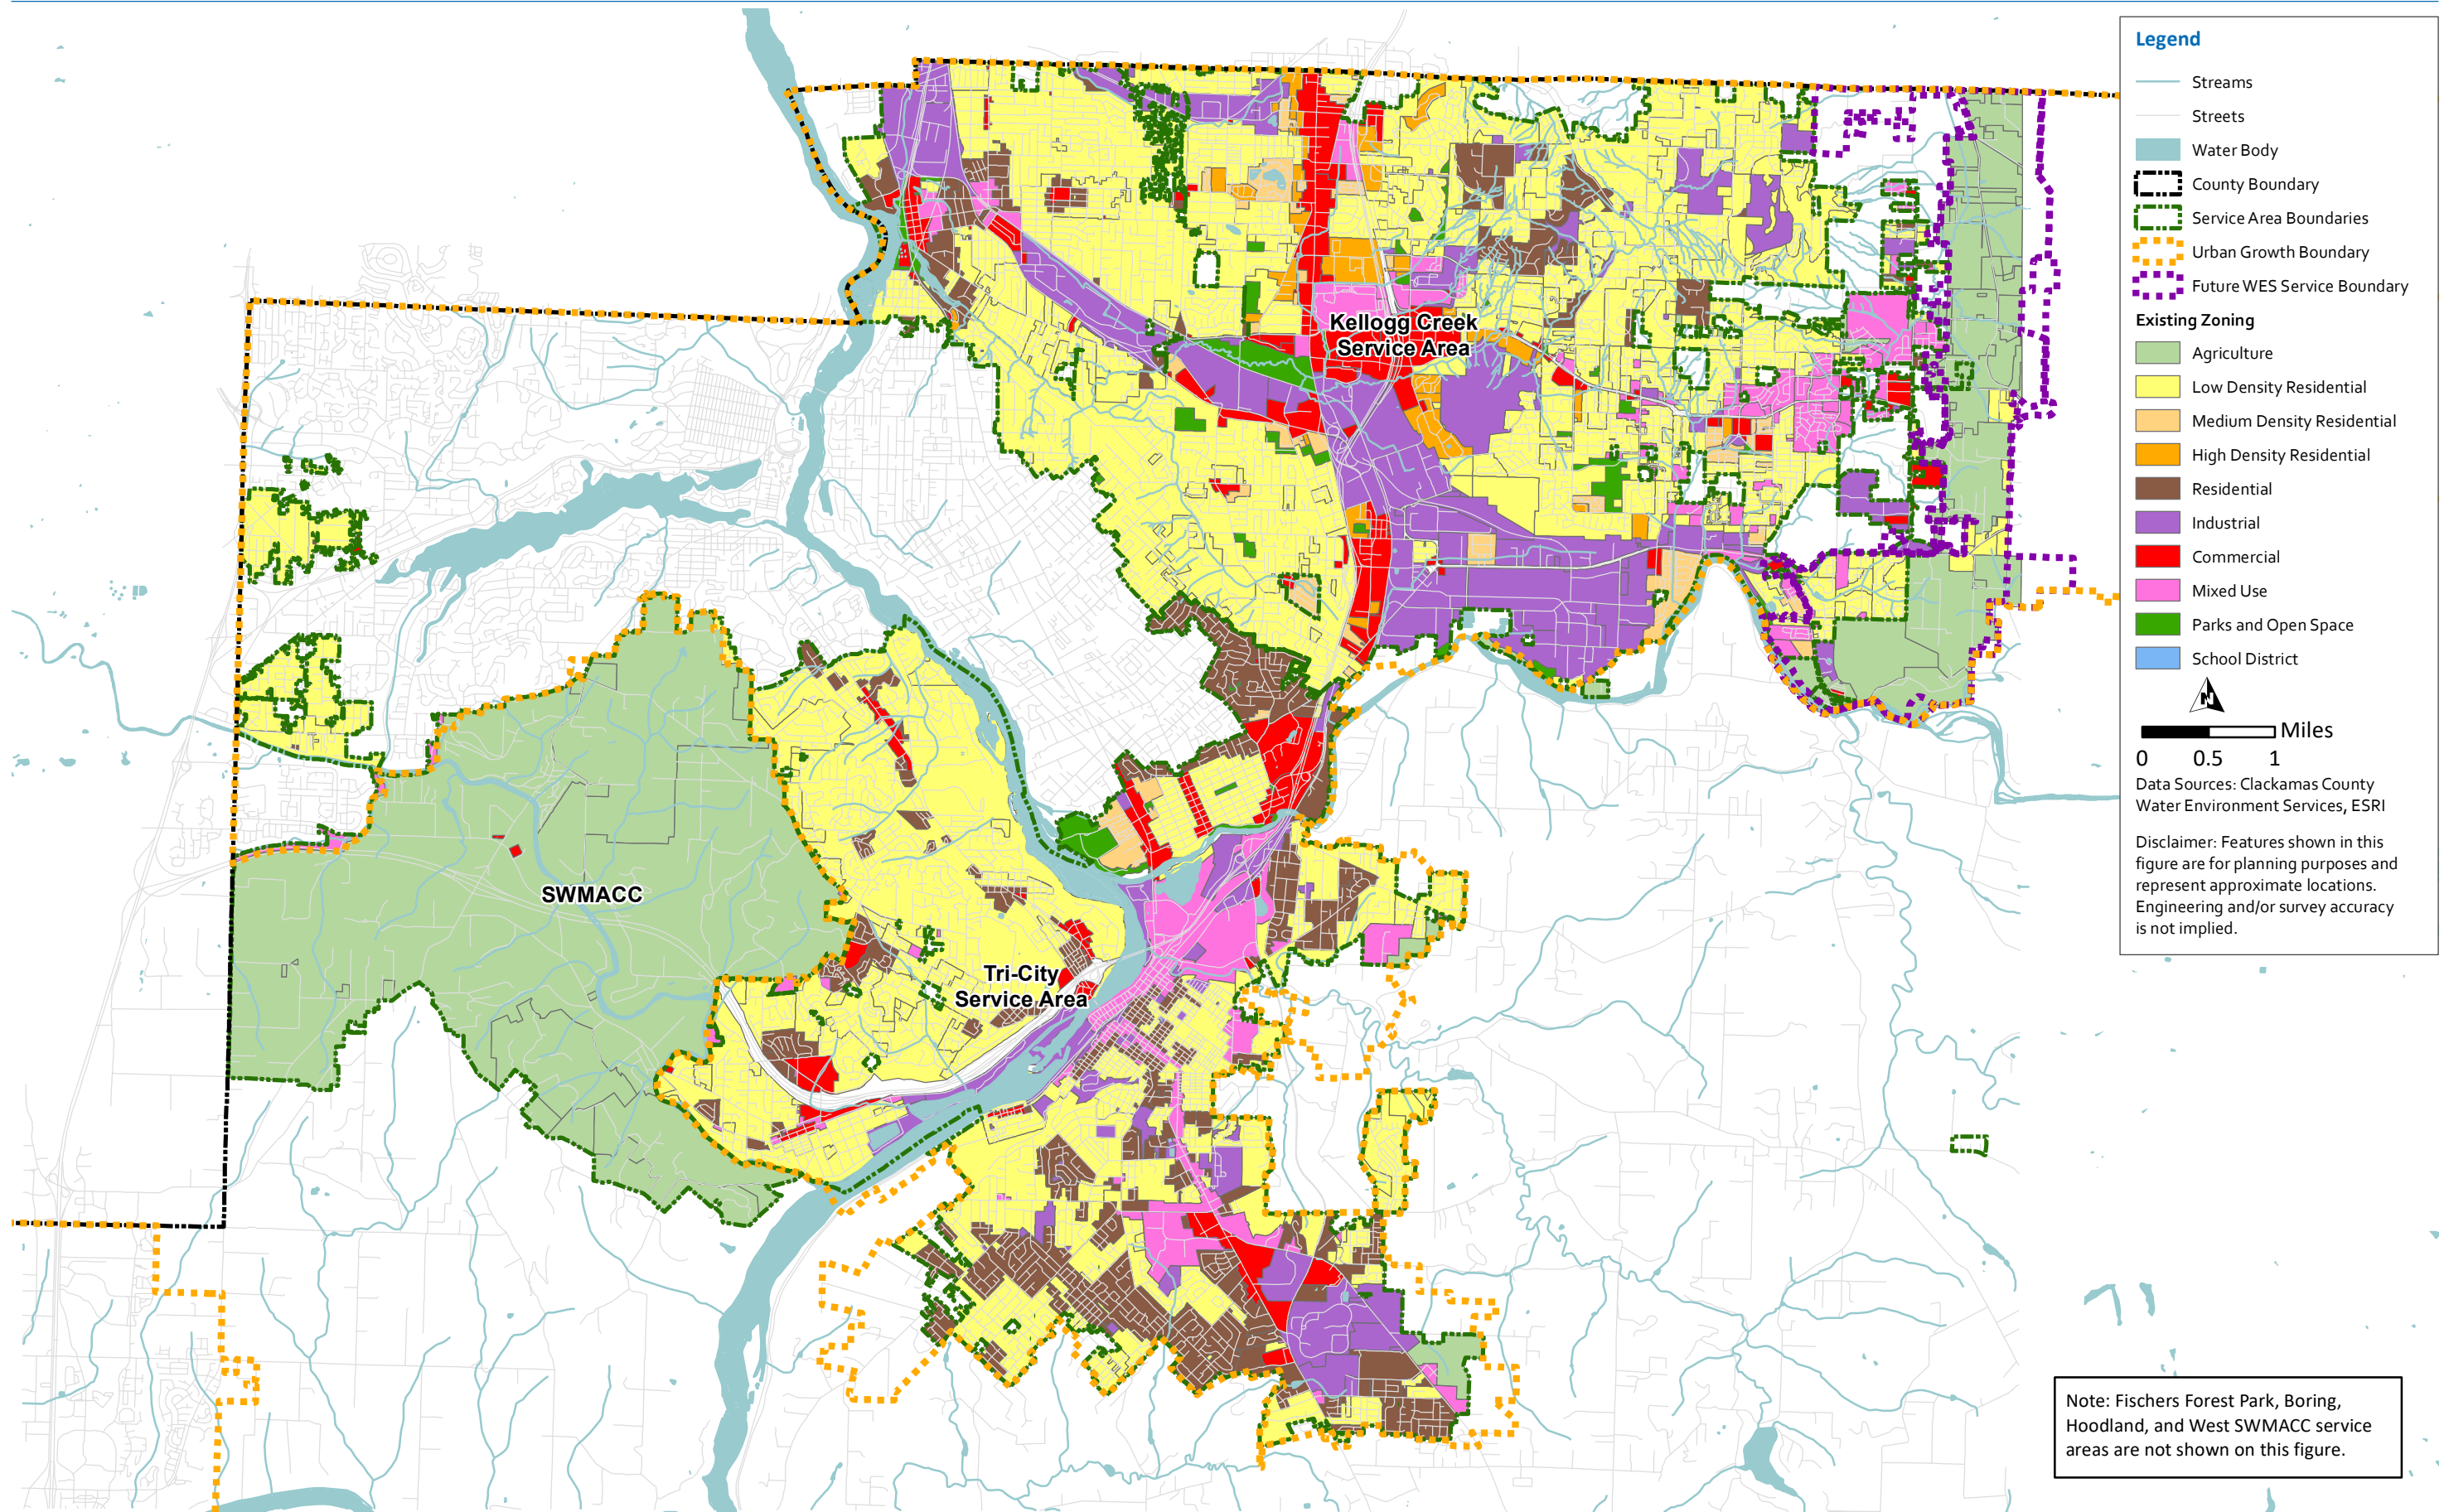 Legend
Streams
Streets
Water Body
County Boundary
Service Area Boundaries
Urban Growth Boundary
Future WES Service Boundary
Existing Zoning
Agriculture
Low Density Residential
Medium Density Residential
High Density Residential
Residential
Industrial
Commercial
Mixed Use
Parks and Open Space
School District
N
Miles
0 0.5 1
Data Sources: Clackamas County
Water Environment Services, ESRI
Disclaimer: Features shown in this
figure are for planning purposes and
represent approximate locations.
Engineering and/or survey accuracy
is not implied.
Kellogg Creek
Service Area
SWMACC
Tri-City
Service Area
Note: Fischers Forest Park, Boring,
Hoodland, and West SWMACC service
areas are not shown on this figure.